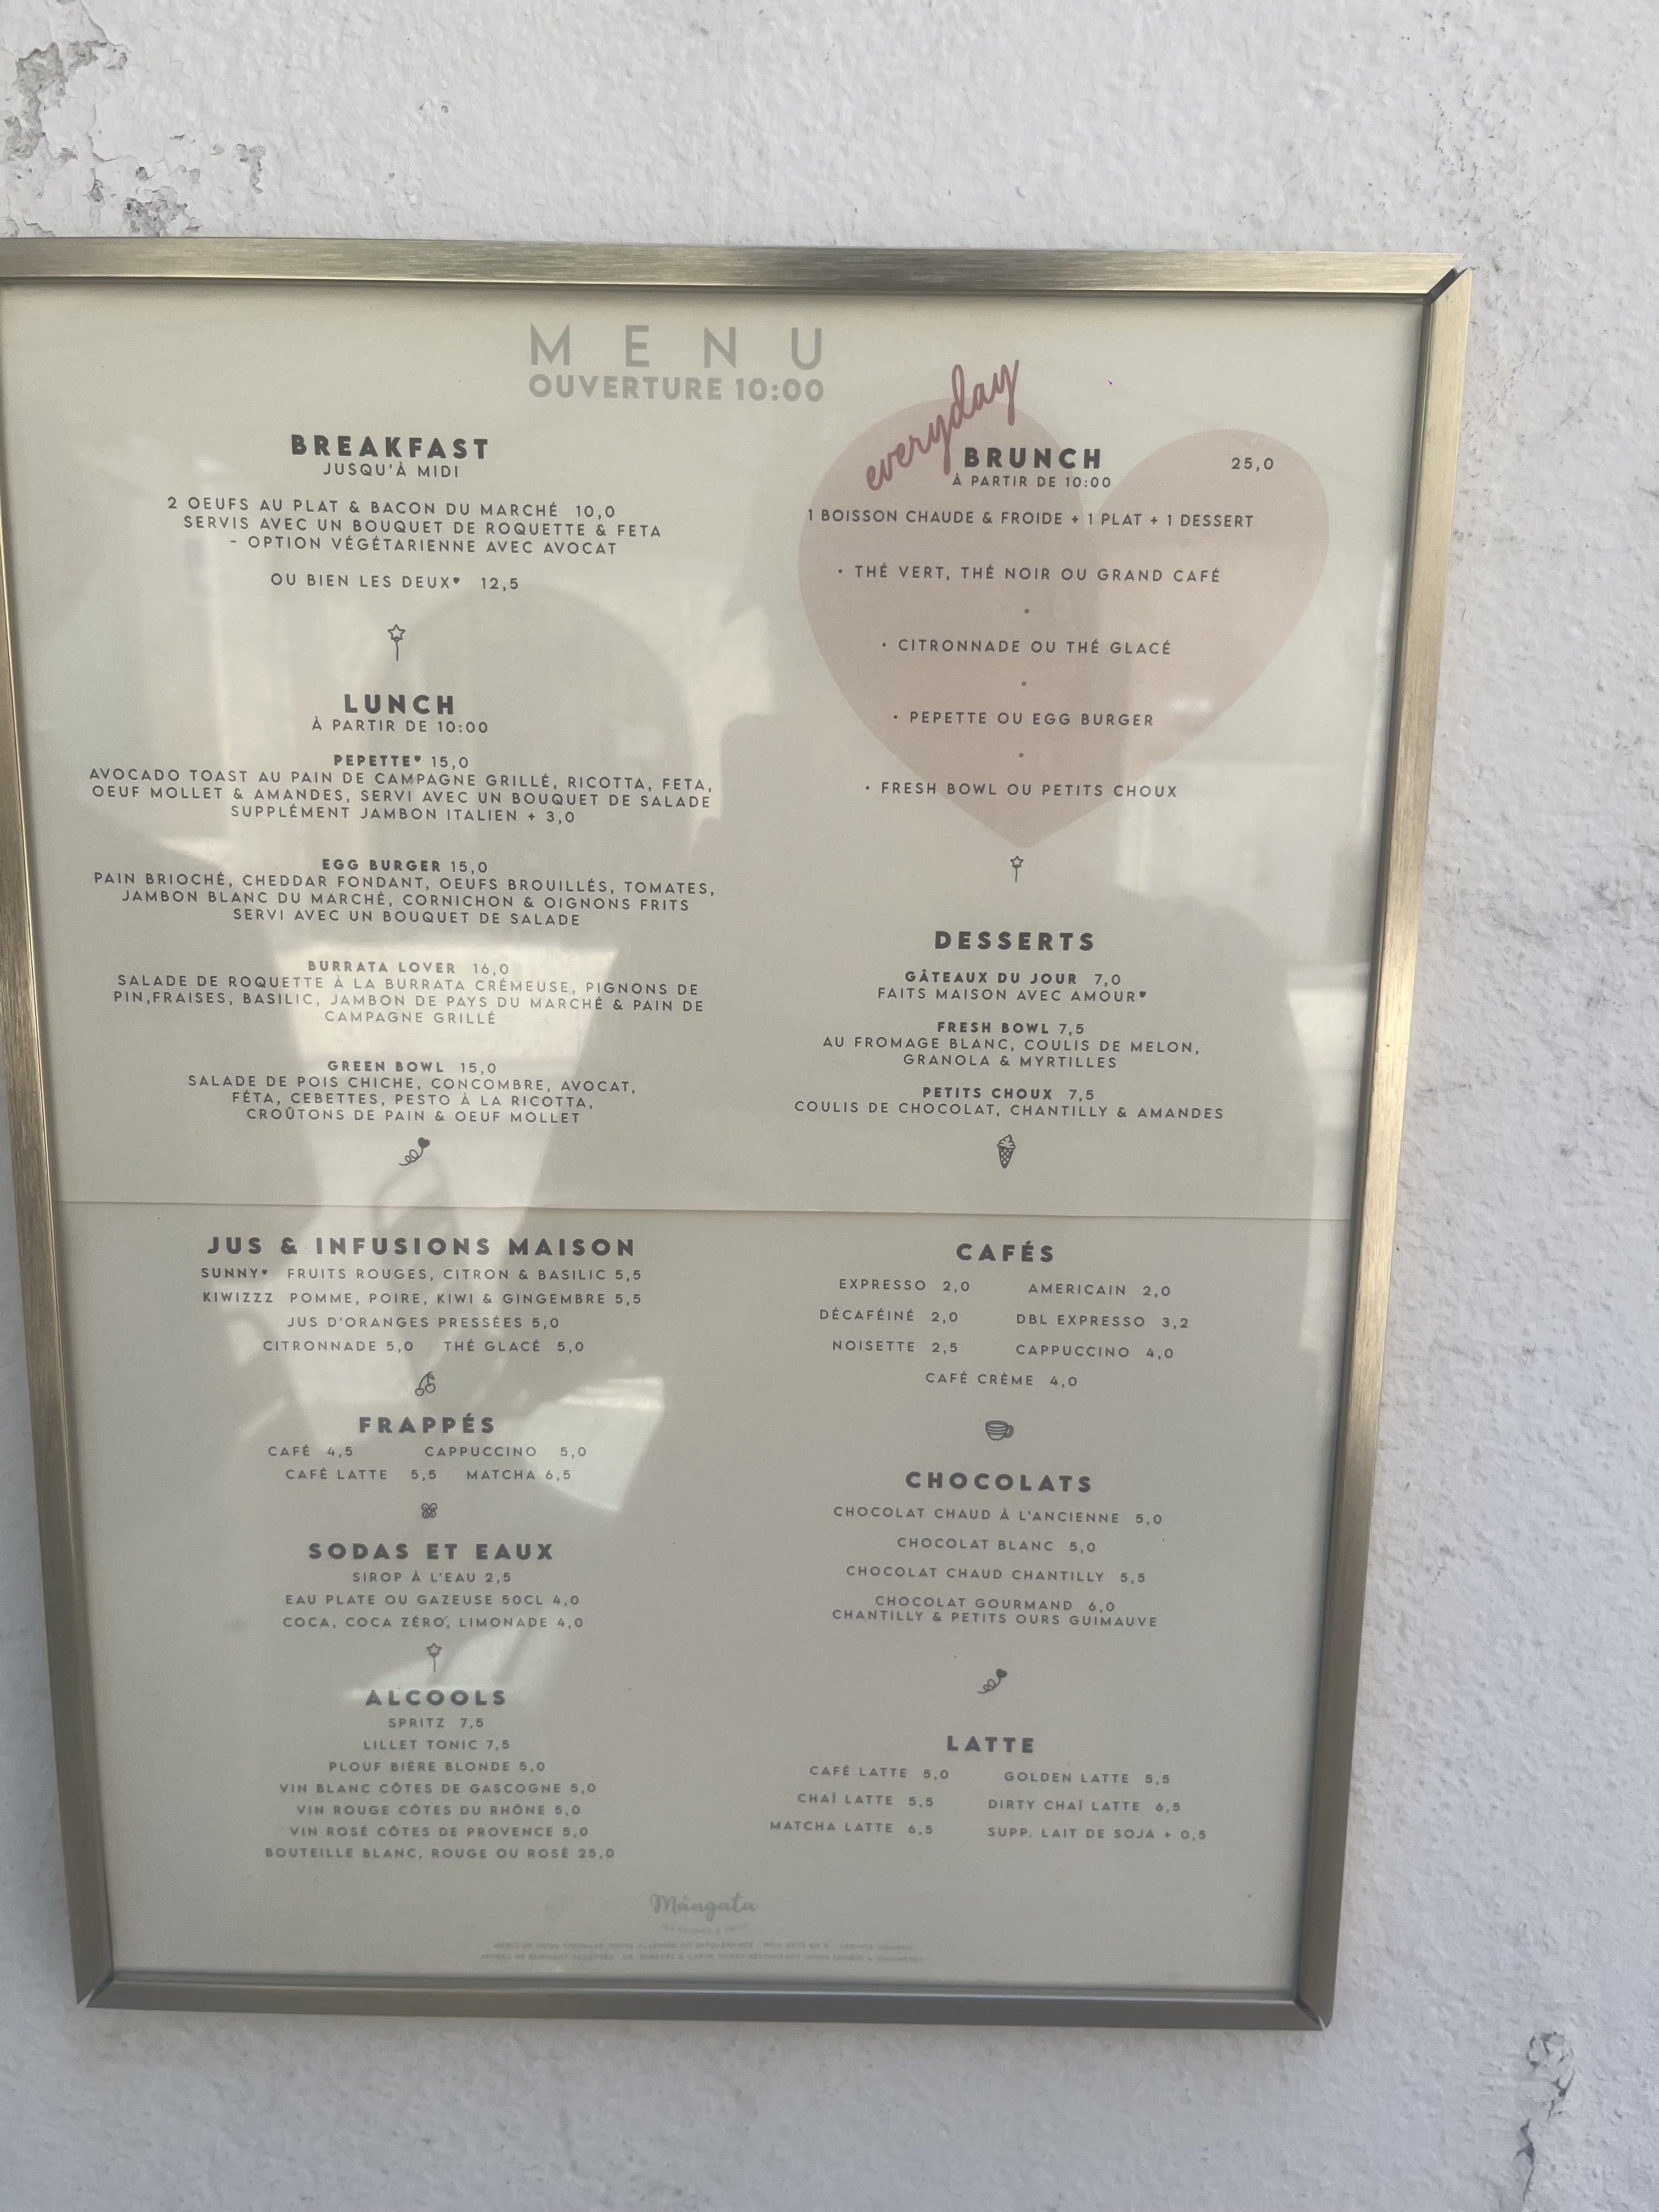 MENU
OUVERTURE 10:00
BREAKFAST
JUSQU'À MIDI
2 OEUFS AU PLAT & BACON DU MARCHÉ 10,0
SERVIS AVEC UN BOUQUET DE ROQUETTE & FETA
- OPTION VÉGÉTARIENNE AVEC AVOCAT
OU BIEN LES DEUX♥ 12,5
LUNCH
À PARTIR DE 10:00
PEPETTE♥ 15,0
AVOCADO TOAST AU PAIN DE CAMPAGNE GRILLÉ, RICOTTA, FETA,
OEUF MOLLET & AMANDES, SERVI AVEC UN BOUQUET DE SALADE
SUPPLÉMENT JAMBON ITALIEN + 3,0
EGG BURGER 15,0
PAIN BRIOCHÉ, CHEDDAR FONDANT, OEUFS BROUILLÉS, TOMATES,
JAMBON BLANC DU MARCHÉ, CORNICHON & OIGNONS FRITS
SERVI AVEC UN BOUQUET DE SALADE
BURRATA LOVER 16,0
SALADE DE ROQUETTE À LA BURRATA CRÉMEUSE, PIGNONS DE
PIN,FRAISES, BASILIC, JAMBON DE PAYS DU MARCHÉ & PAIN DE
CAMPAGNE GRILLÉ
GREEN BOWL 15,0
SALADE DE POIS CHICHE, CONCOMBRE, AVOCAT,
FÉTA, CEBETTES, PESTO À LA RICOTTA,
CROÛTONS DE PAIN & OEUF MOLLET
everyday
BRUNCH 25,0
À PARTIR DE 10:00
1 BOISSON CHAUDE & FROIDE + 1 PLAT + 1 DESSERT
• THÉ VERT, THÉ NOIR OU GRAND CAFÉ
• CITRONNADE OU THÉ GLACÉ
• PEPETTE OU EGG BURGER
• FRESH BOWL OU PETITS CHOUX
DESSERTS
GÂTEAUX DU JOUR 7,0
FAITS MAISON AVEC AMOUR♥
FRESH BOWL 7,5
AU FROMAGE BLANC, COULIS DE MELON,
GRANOLA & MYRTILLES
PETITS CHOUX 7,5
COULIS DE CHOCOLAT, CHANTILLY & AMANDES
JUS & INFUSIONS MAISON
SUNNY♥ FRUITS ROUGES, CITRON & BASILIC 5,5
KIWIZZZ POMME, POIRE, KIWI & GINGEMBRE 5,5
JUS D'ORANGES PRESSÉES 5,0
CITRONNADE 5,0 THÉ GLACÉ 5,0
FRAPPÉS
CAFÉ 4,5 CAPPUCCINO 5,0
CAFÉ LATTE 5,5 MATCHA 6,5
SODAS ET EAUX
SIROP À L'EAU 2,5
EAU PLATE OU GAZEUSE 50CL 4,0
COCA, COCA ZÉRO, LIMONADE 4,0
ALCOOLS
SPRITZ 7,5
LILLET TONIC 7,5
PLOUF BIÈRE BLONDE 5,0
VIN BLANC CÔTES DE GASCOGNE 5,0
VIN ROUGE CÔTES DU RHÔNE 5,0
VIN ROSÉ CÔTES DE PROVENCE 5,0
BOUTEILLE BLANC, ROUGE OU ROSÉ 25,0
CAFÉS
EXPRESSO 2,0 AMERICAIN 2,0
DÉCAFÉINÉ 2,0 DBL EXPRESSO 3,2
NOISETTE 2,5 CAPPUCCINO 4,0
CAFÉ CRÈME 4,0
CHOCOLATS
CHOCOLAT CHAUD À L'ANCIENNE 5,0
CHOCOLAT BLANC 5,0
CHOCOLAT CHAUD CHANTILLY 5,5
CHOCOLAT GOURMAND 6,0
CHANTILLY & PETITS OURS GUIMAUVE
LATTE
CAFÉ LATTE 5,0 GOLDEN LATTE 5,5
CHAÏ LATTE 5,5 DIRTY CHAÏ LATTE 6,5
MATCHA LATTE 6,5 SUPP. LAIT DE SOJA + 0,5
Mångata